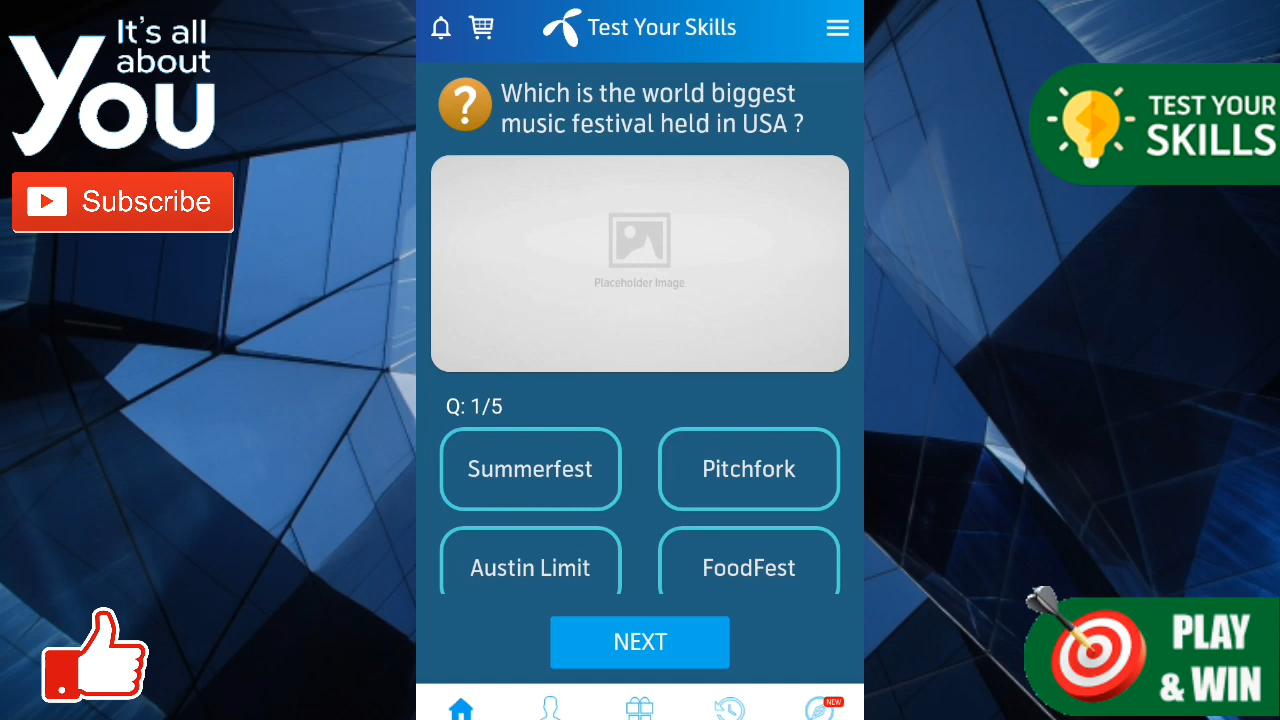 It's all
about
you
Subscribe
Test Your Skills
Which is the world biggest
music festival held in USA ?
Placeholder Image
Q: 1/5
Summerfest
Pitchfork
Austin Limit
FoodFest
NEXT
NEW
TEST YOUR
SKILLS
PLAY
& WIN